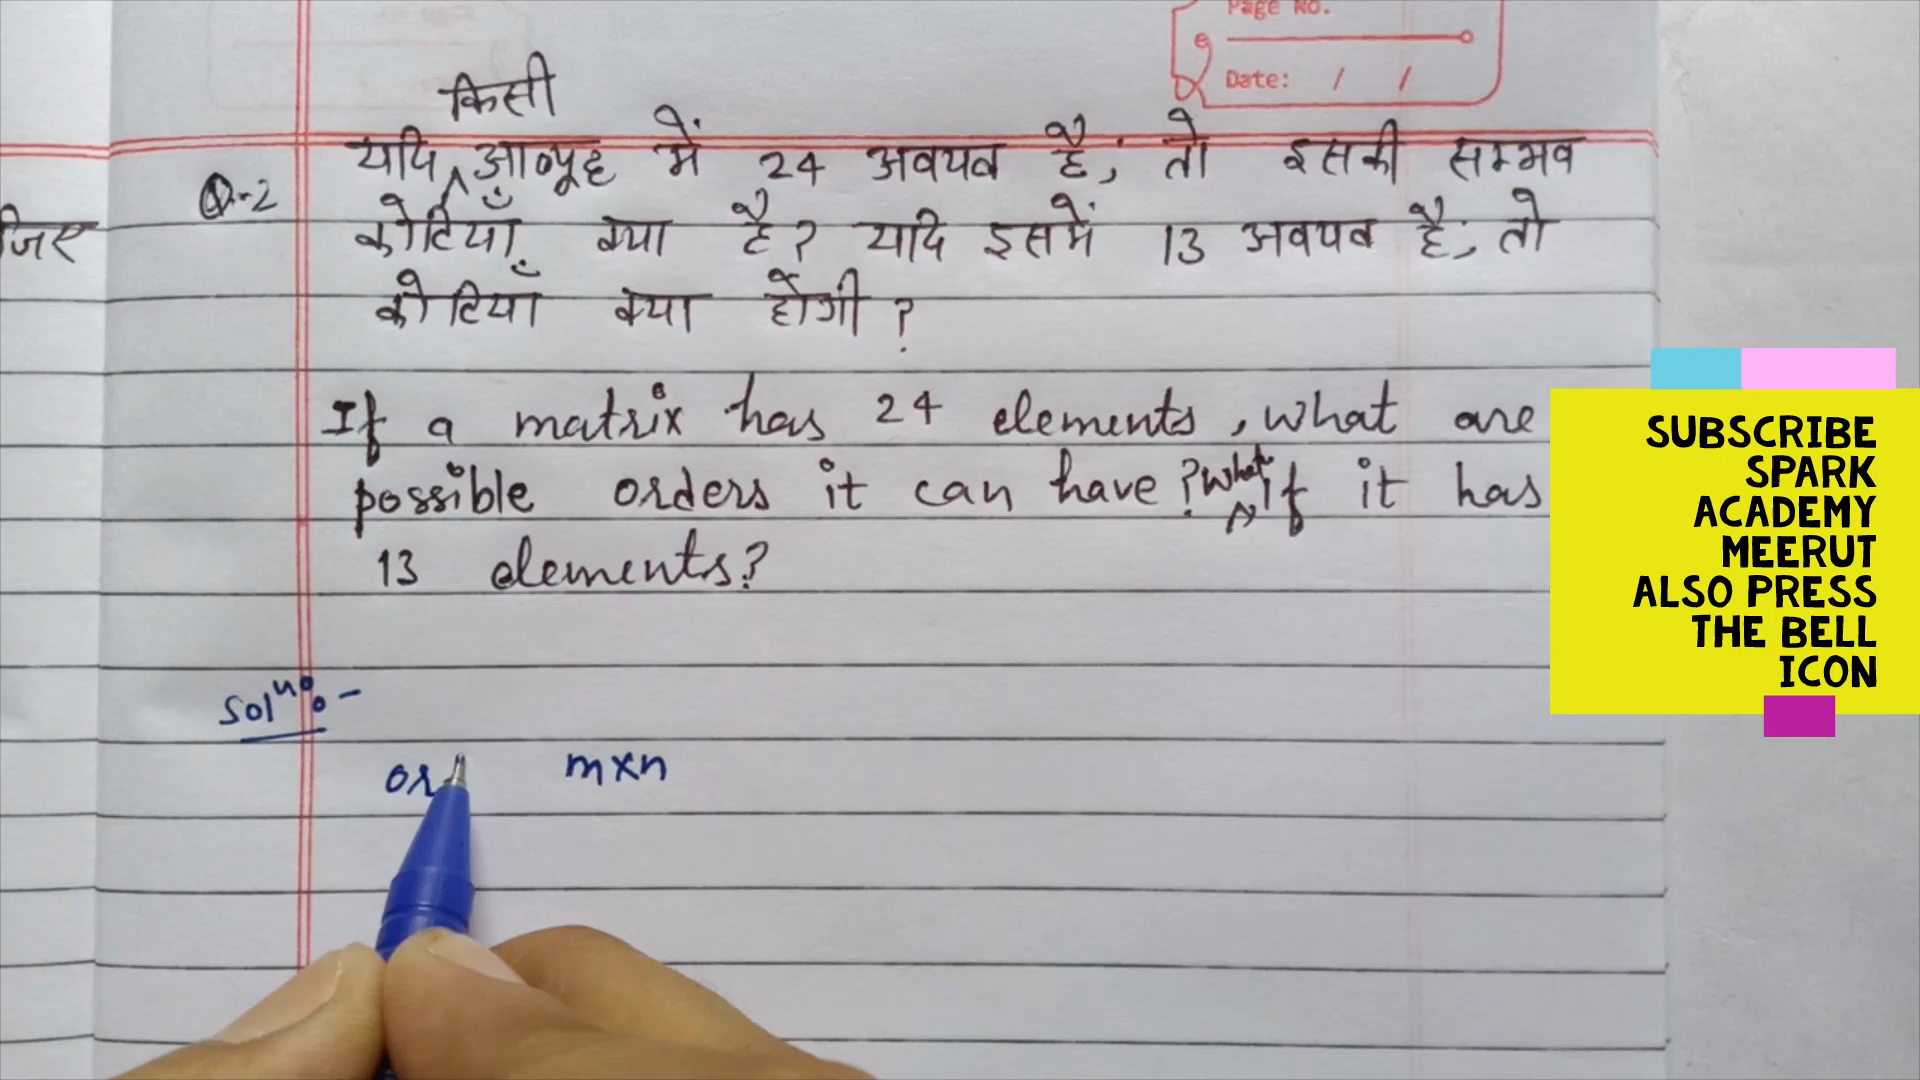 Page No.
Date: / /
किसी
Q.-2 यदि ^ आव्यूह में 24 अवयव है, तो इसकी सम्भव
कोटियाँ क्या है? यदि इसमें 13 अवयव है, तो
कोटियाँ क्या होंगी?
If a matrix has 24 elements, what are
possible orders it can have? what if it has
13 elements?
Solⁿ:-
or m×n
SUBSCRIBE
SPARK
ACADEMY
MEERUT
ALSO PRESS
THE BELL
ICON